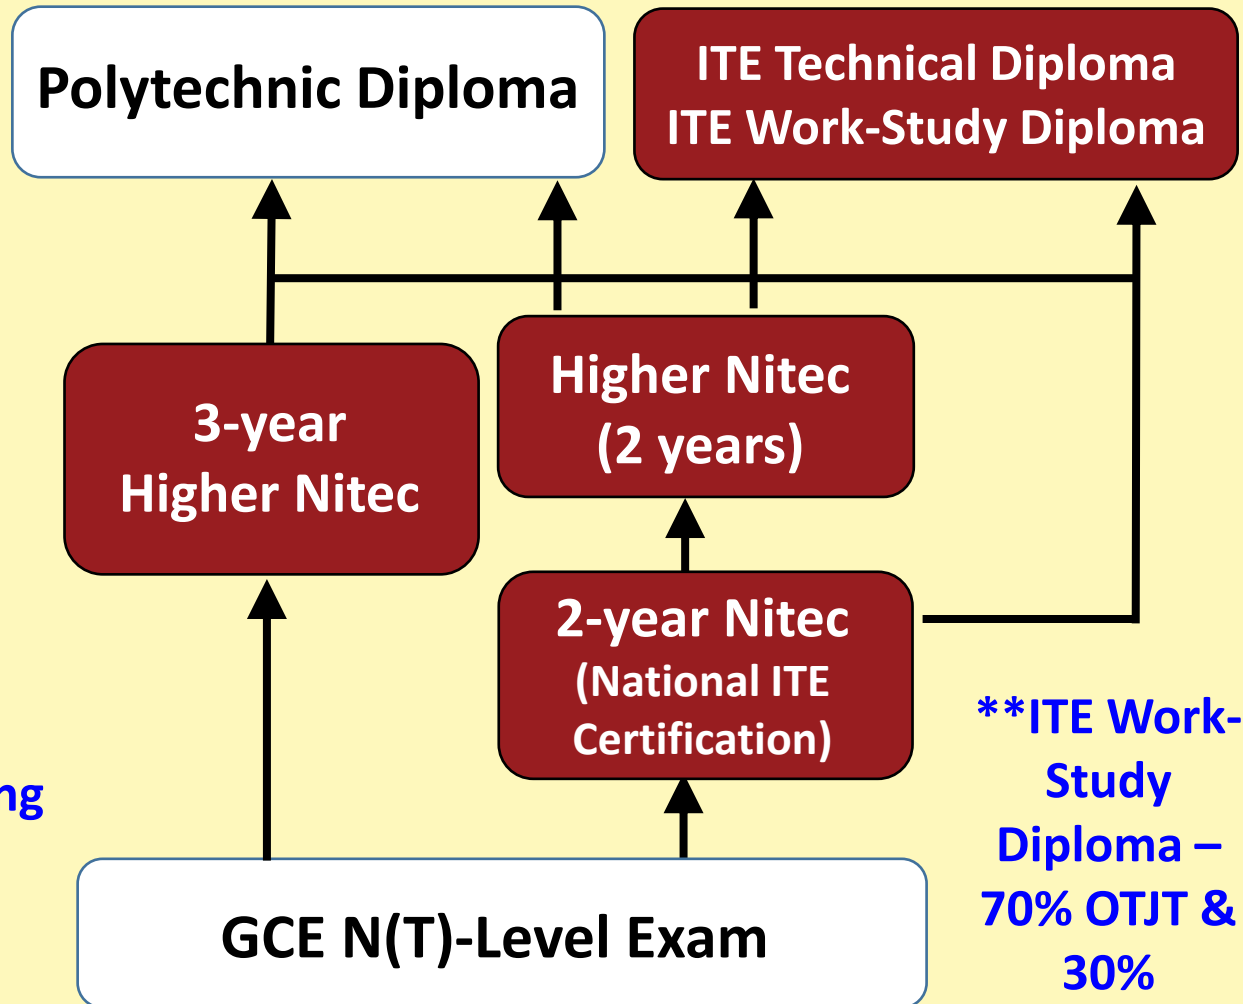 Polytechnic Diploma
ITE Technical Diploma
ITE Work-Study Diploma
3-year
Higher Nitec
Higher Nitec
(2 years)
2-year Nitec
(National ITE
Certification)
ng
**ITE Work-
Study
Diploma –
70% OTJT &
30%
GCE N(T)-Level Exam